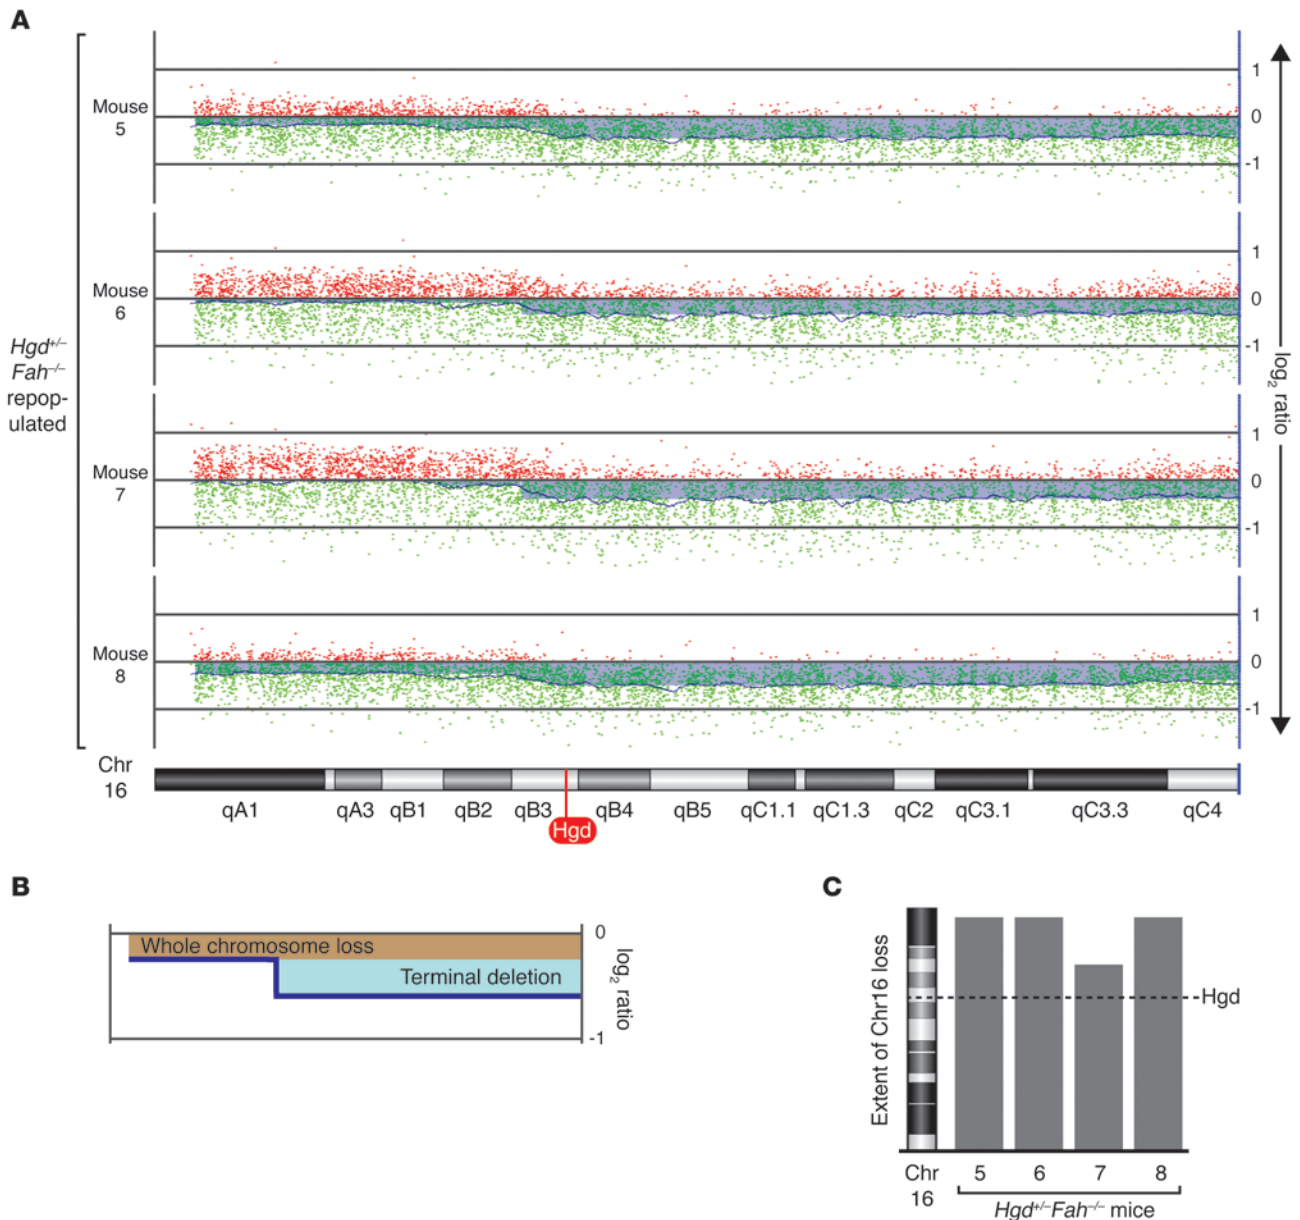 A
Mouse
5
1
0
-1
Mouse
6
1
0
-1
Hgd+/–
Fah–/–
repop-
ulated
log2 ratio
Mouse
7
1
0
-1
Mouse
8
1
0
-1
Chr
16
qA1 qA3 qB1 qB2 qB3 qB4 qB5 qC1.1 qC1.3 qC2 qC3.1 qC3.3 qC4
Hgd
B
Whole chromosome loss
Terminal deletion
0
-1
log2 ratio
C
Extent of Chr16 loss
Hgd
Chr
16
5 6 7 8
Hgd+/–Fah–/– mice